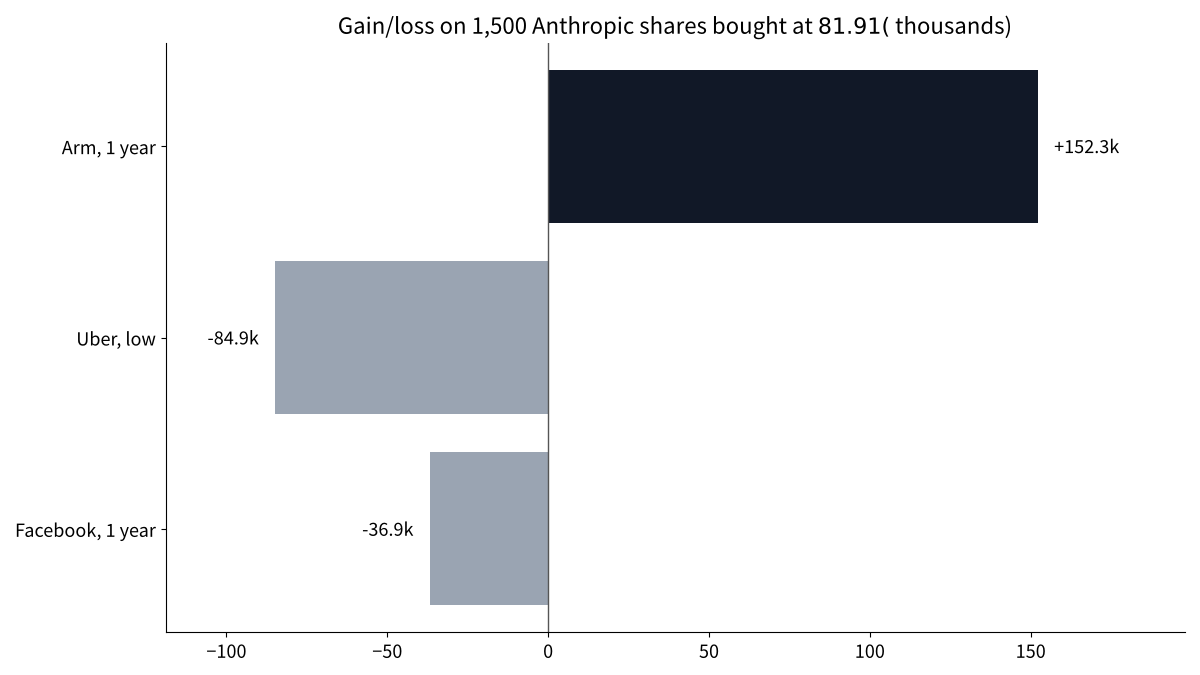 Gain/loss on 1,500 Anthropic shares bought at 81.91( thousands)
Arm, 1 year
+152.3k
Uber, low
-84.9k
Facebook, 1 year
-36.9k
−100
−50
0
50
100
150